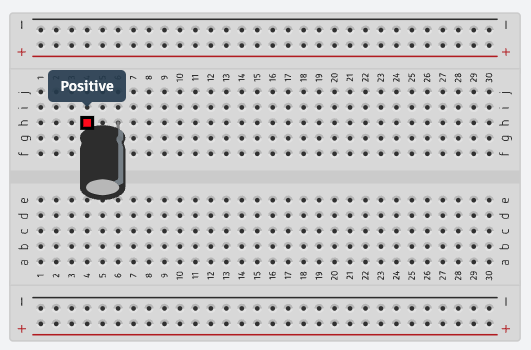 − −
+ +
1 2 3 4 5 6 7 8 9 10 11 12 13 14 15 16 17 18 19 20 21 22 23 24 25 26 27 28 29 30
Positive
j j
i i
h h
g g
f f
e e
d d
c c
b b
a a
1 2 3 4 5 6 7 8 9 10 11 12 13 14 15 16 17 18 19 20 21 22 23 24 25 26 27 28 29 30
− −
+ +